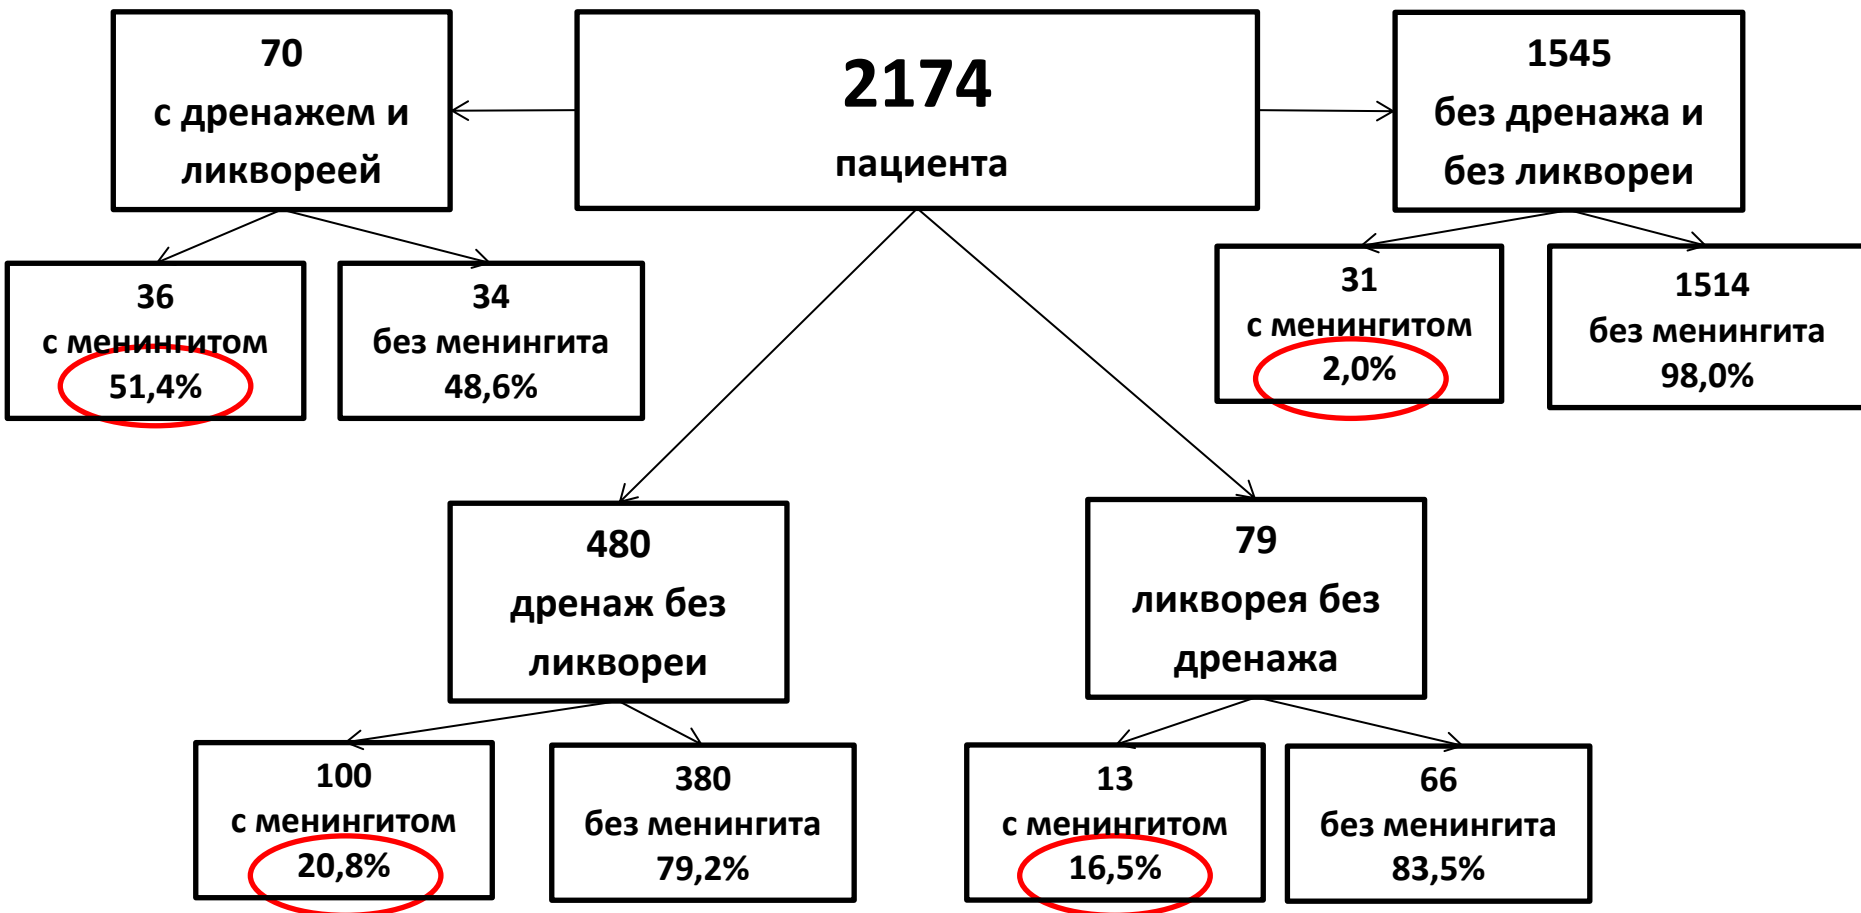 70
с дренажем и
ликвореей
2174
пациента
1545
без дренажа и
без ликвореи
36
с менингитом
51,4%
34
без менингита
48,6%
31
с менингитом
2,0%
1514
без менингита
98,0%
480
дренаж без
ликвореи
79
ликворея без
дренажа
100
с менингитом
20,8%
380
без менингита
79,2%
13
с менингитом
16,5%
66
без менингита
83,5%